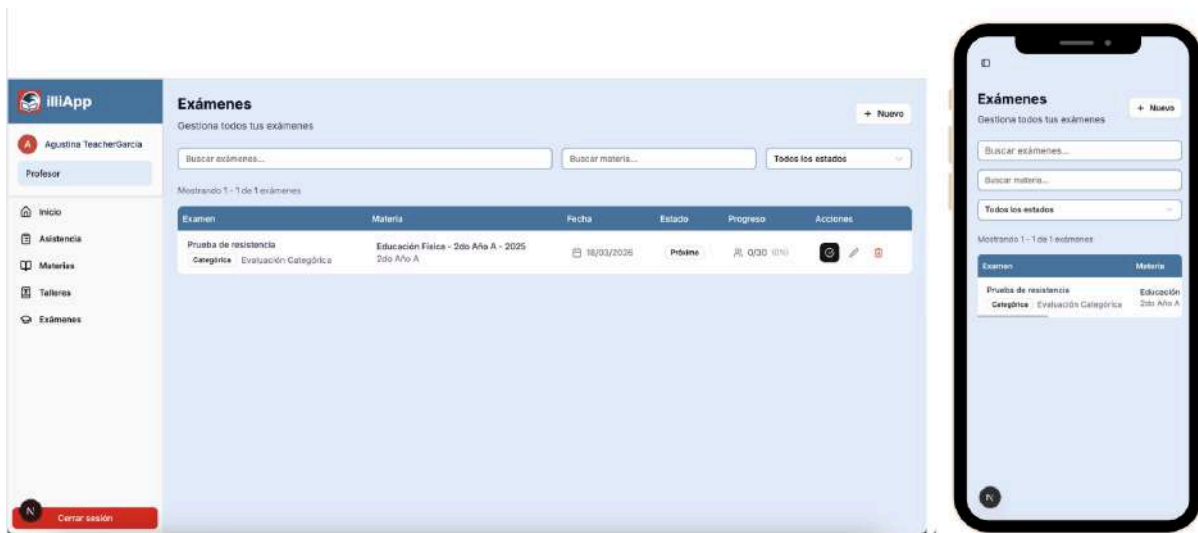 illiApp
A
Agustina TeacherGarcia
Profesor
Inicio
Asistencia
Materias
Talleres
Exámenes
N
Cerrar sesión
Exámenes
Gestiona todos tus exámenes
+ Nuevo
Buscar exámenes...
Buscar materia...
Todos los estados
Mostrando 1 - 1 de 1 exámenes
Examen Materia Fecha Estado Progreso Acciones
Prueba de resistencia Educación Física - 2do Año A - 2025 18/03/2026 Próximo 0/30 (0%)
Categórica Evaluación Categórica 2do Año A
Exámenes
Gestiona todos tus exámenes
+ Nuevo
Buscar exámenes...
Buscar materia...
Todos los estados
Mostrando 1 - 1 de 1 exámenes
Examen Materia
Prueba de resistencia Educación
Categórica Evaluación Categórica 2do Año A
N